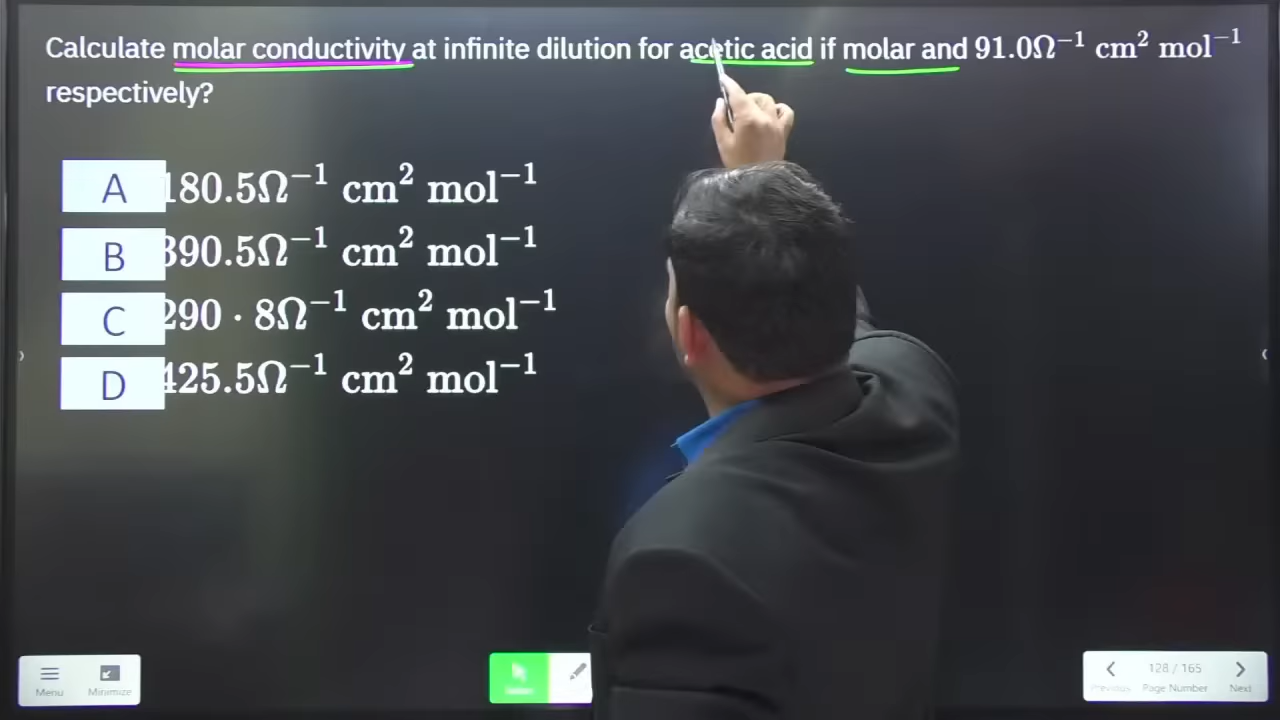 Calculate molar conductivity at infinite dilution for acetic acid if molar and 91.0Ω⁻¹ cm² mol⁻¹
respectively?
A 180.5Ω⁻¹ cm² mol⁻¹
B 390.5Ω⁻¹ cm² mol⁻¹
C 290 · 8Ω⁻¹ cm² mol⁻¹
D 425.5Ω⁻¹ cm² mol⁻¹
Menu Minimize
128 / 165
Previous Page Number Next